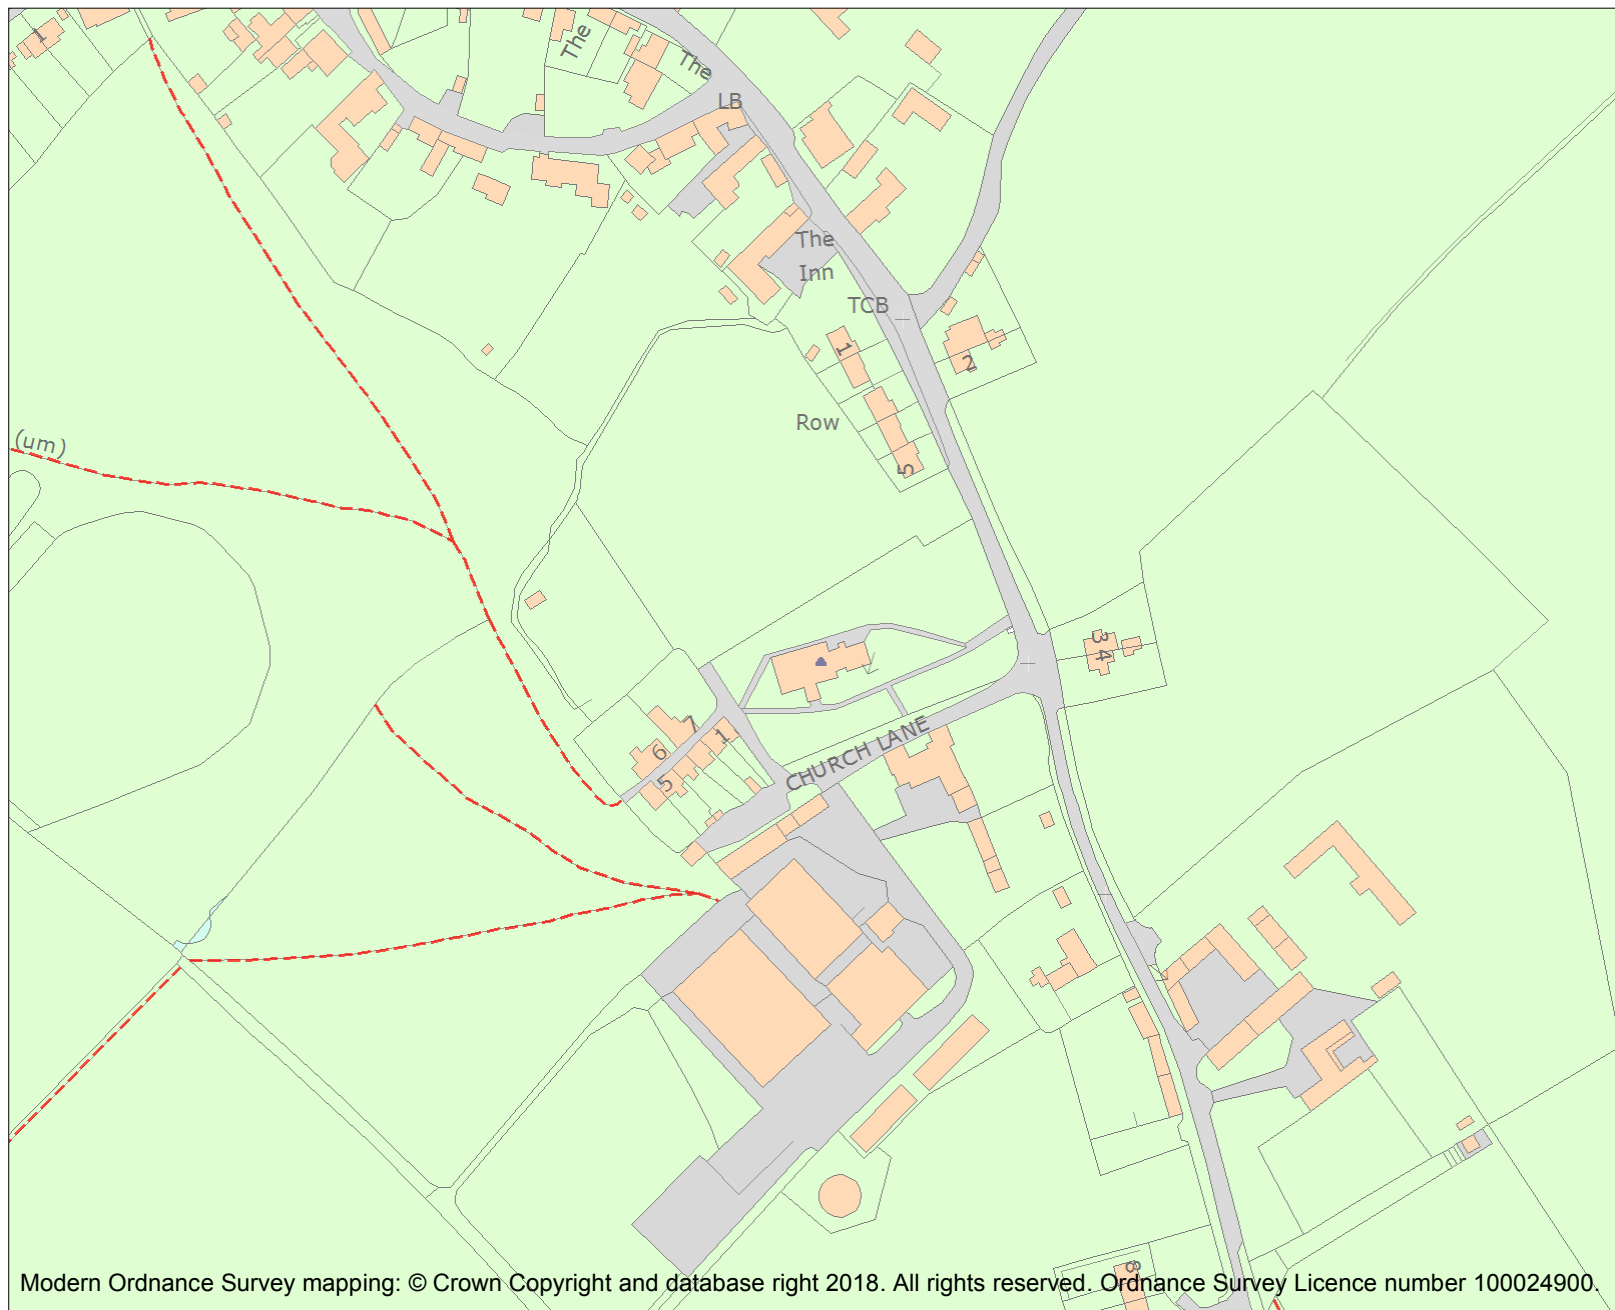 1
The
The
LB
The
Inn
TCB
1
2
Row
5
(um)
3
4
7
1
6
5
CHURCH LANE
8
Modern Ordnance Survey mapping: © Crown Copyright and database right 2018. All rights reserved. Ordnance Survey Licence number 100024900.